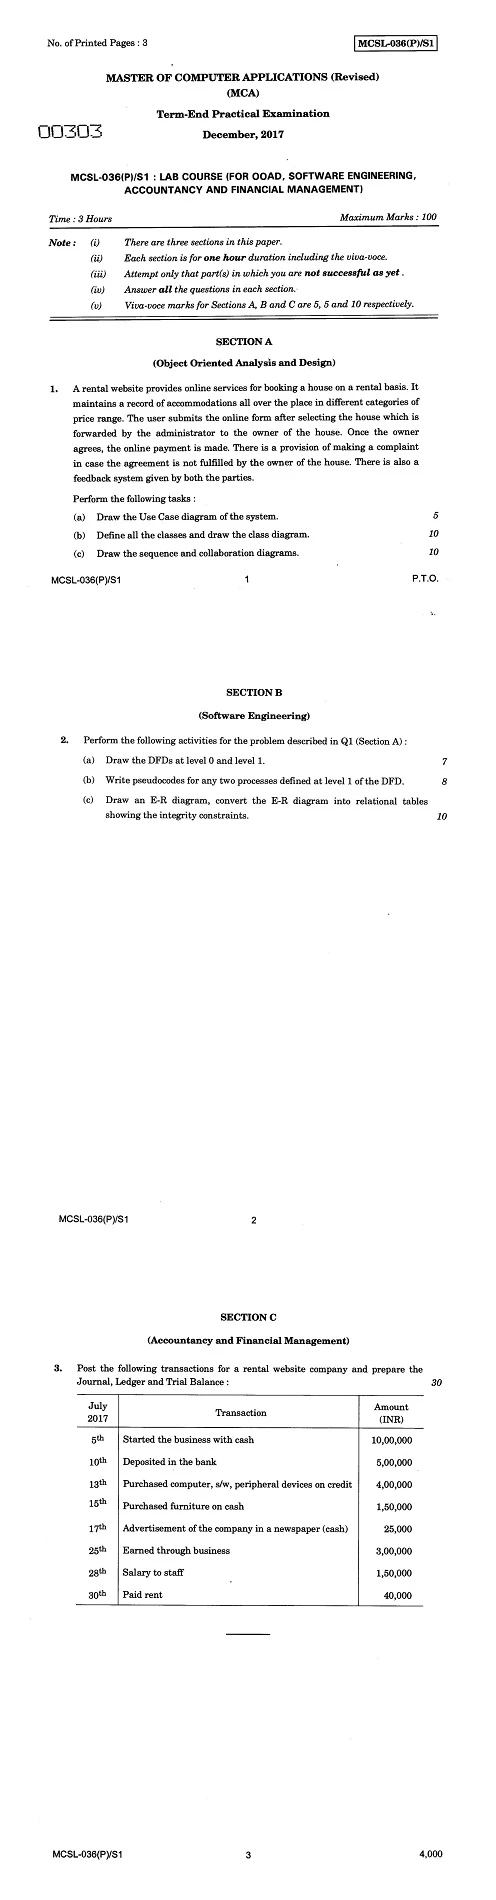 No. of Printed Pages : 3
MCSL-036(P)/S1
MASTER OF COMPUTER APPLICATIONS (Revised)
(MCA)
Term-End Practical Examination
00303
December, 2017
MCSL-036(P)/S1 : LAB COURSE (FOR OOAD, SOFTWARE ENGINEERING,
ACCOUNTANCY AND FINANCIAL MANAGEMENT)
Time : 3 Hours Maximum Marks : 100
Note : (i) There are three sections in this paper.
(ii) Each section is for one hour duration including the viva-voce.
(iii) Attempt only that part(s) in which you are not successful as yet .
(iv) Answer all the questions in each section.
(v) Viva-voce marks for Sections A, B and C are 5, 5 and 10 respectively.
SECTION A
(Object Oriented Analysis and Design)
1. A rental website provides online services for booking a house on a rental basis. It
maintains a record of accommodations all over the place in different categories of
price range. The user submits the online form after selecting the house which is
forwarded by the administrator to the owner of the house. Once the owner
agrees, the online payment is made. There is a provision of making a complaint
in case the agreement is not fulfilled by the owner of the house. There is also a
feedback system given by both the parties.
Perform the following tasks :
(a) Draw the Use Case diagram of the system. 5
(b) Define all the classes and draw the class diagram. 10
(c) Draw the sequence and collaboration diagrams. 10
MCSL-036(P)/S1 1 P.T.O.
SECTION B
(Software Engineering)
2. Perform the following activities for the problem described in Q1 (Section A) :
(a) Draw the DFDs at level 0 and level 1. 7
(b) Write pseudocodes for any two processes defined at level 1 of the DFD. 8
(c) Draw an E-R diagram, convert the E-R diagram into relational tables
showing the integrity constraints. 10
MCSL-036(P)/S1 2
SECTION C
(Accountancy and Financial Management)
3. Post the following transactions for a rental website company and prepare the
Journal, Ledger and Trial Balance : 30
July 2017 Transaction Amount (INR)
5th Started the business with cash 10,00,000
10th Deposited in the bank 5,00,000
13th Purchased computer, s/w, peripheral devices on credit 4,00,000
15th Purchased furniture on cash 1,50,000
17th Advertisement of the company in a newspaper (cash) 25,000
25th Earned through business 3,00,000
28th Salary to staff 1,50,000
30th Paid rent 40,000
MCSL-036(P)/S1 3 4,000